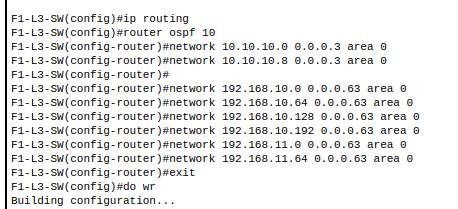 F1-L3-SW(config)#ip routing
F1-L3-SW(config)#router ospf 10
F1-L3-SW(config-router)#network 10.10.10.0 0.0.0.3 area 0
F1-L3-SW(config-router)#network 10.10.10.8 0.0.0.3 area 0
F1-L3-SW(config-router)#
F1-L3-SW(config-router)#network 192.168.10.0 0.0.0.63 area 0
F1-L3-SW(config-router)#network 192.168.10.64 0.0.0.63 area 0
F1-L3-SW(config-router)#network 192.168.10.128 0.0.0.63 area 0
F1-L3-SW(config-router)#network 192.168.10.192 0.0.0.63 area 0
F1-L3-SW(config-router)#network 192.168.11.0 0.0.0.63 area 0
F1-L3-SW(config-router)#network 192.168.11.64 0.0.0.63 area 0
F1-L3-SW(config-router)#exit
F1-L3-SW(config)#do wr
Building configuration...